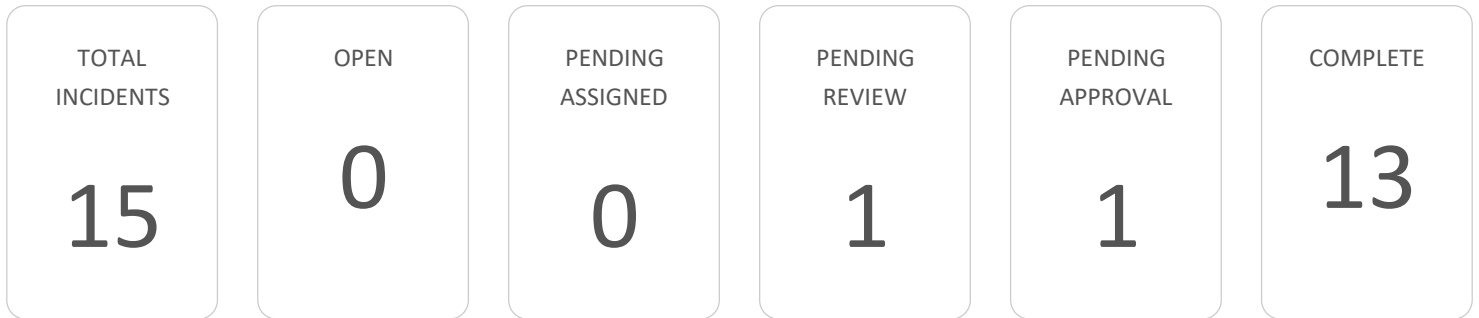 TOTAL
INCIDENTS
15
OPEN
0
PENDING
ASSIGNED
0
PENDING
REVIEW
1
PENDING
APPROVAL
1
COMPLETE
13